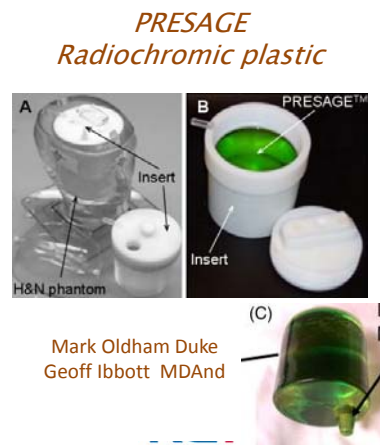 PRESAGE
Radiochromic plastic
A
Insert
H&N phantom
B
PRESAGE™
Insert
(C)
Mark Oldham Duke
Geoff Ibbott MDAnd